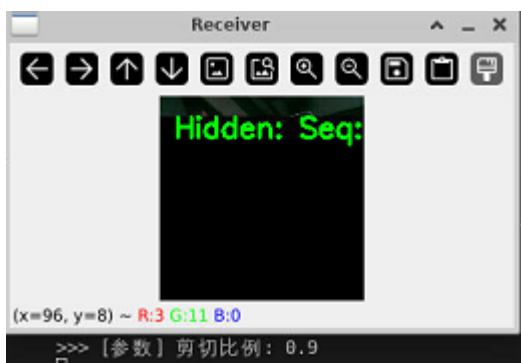 Receiver
Hidden: Seq:
(x=96, y=8) ~ R:3 G:11 B:0
>>> [参数] 剪切比例: 0.9